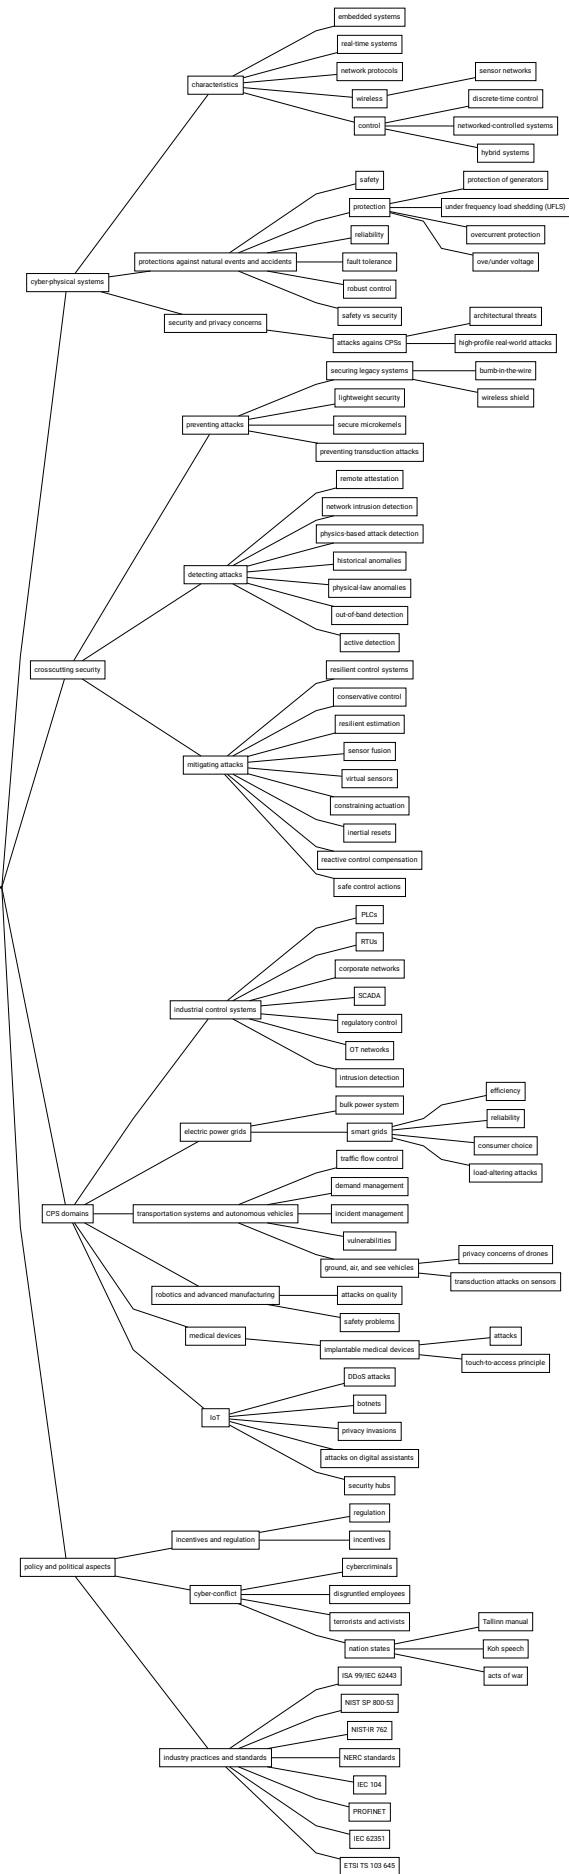 embedded systems
real-time systems
network protocols
sensor networks
characteristics
wireless
discrete-time control
control
networked-controlled systems
hybrid systems
safety
protection of generators
protection
under frequency load shedding (UFLS)
reliability
overcurrent protection
protections against natural events and accidents
fault tolerance
ove/under voltage
cyber-physical systems
robust control
safety vs security
architectural threats
security and privacy concerns
attacks agains CPSs
high-profile real-world attacks
securing legacy systems
bumb-in-the-wire
lightweight security
wireless shield
preventing attacks
secure microkernels
preventing transduction attacks
remote attestation
network intrusion detection
physics-based attack detection
historical anomalies
detecting attacks
physical-law anomalies
out-of-band detection
active detection
crosscutting security
resilient control systems
conservative control
resilient estimation
sensor fusion
mitigating attacks
virtual sensors
constraining actuation
inertial resets
reactive control compensation
safe control actions
PLCs
RTUs
corporate networks
SCADA
industrial control systems
regulatory control
OT networks
intrusion detection
efficiency
bulk power system
reliability
electric power grids
smart grids
consumer choice
traffic flow control
load-altering attacks
demand management
CPS domains
transportation systems and autonomous vehicles
incident management
vulnerabilities
privacy concerns of drones
ground, air, and see vehicles
transduction attacks on sensors
robotics and advanced manufacturing
attacks on quality
safety problems
medical devices
attacks
implantable medical devices
touch-to-access principle
DDoS attacks
botnets
IoT
privacy invasions
attacks on digital assistants
security hubs
regulation
incentives and regulation
incentives
policy and political aspects
cybercriminals
cyber-conflict
disgruntled employees
terrorists and activists
Tallinn manual
nation states
Koh speech
acts of war
ISA 99/IEC 62443
NIST SP 800-53
NIST-IR 762
industry practices and standards
NERC standards
IEC 104
PROFINET
IEC 62351
ETSI TS 103 645